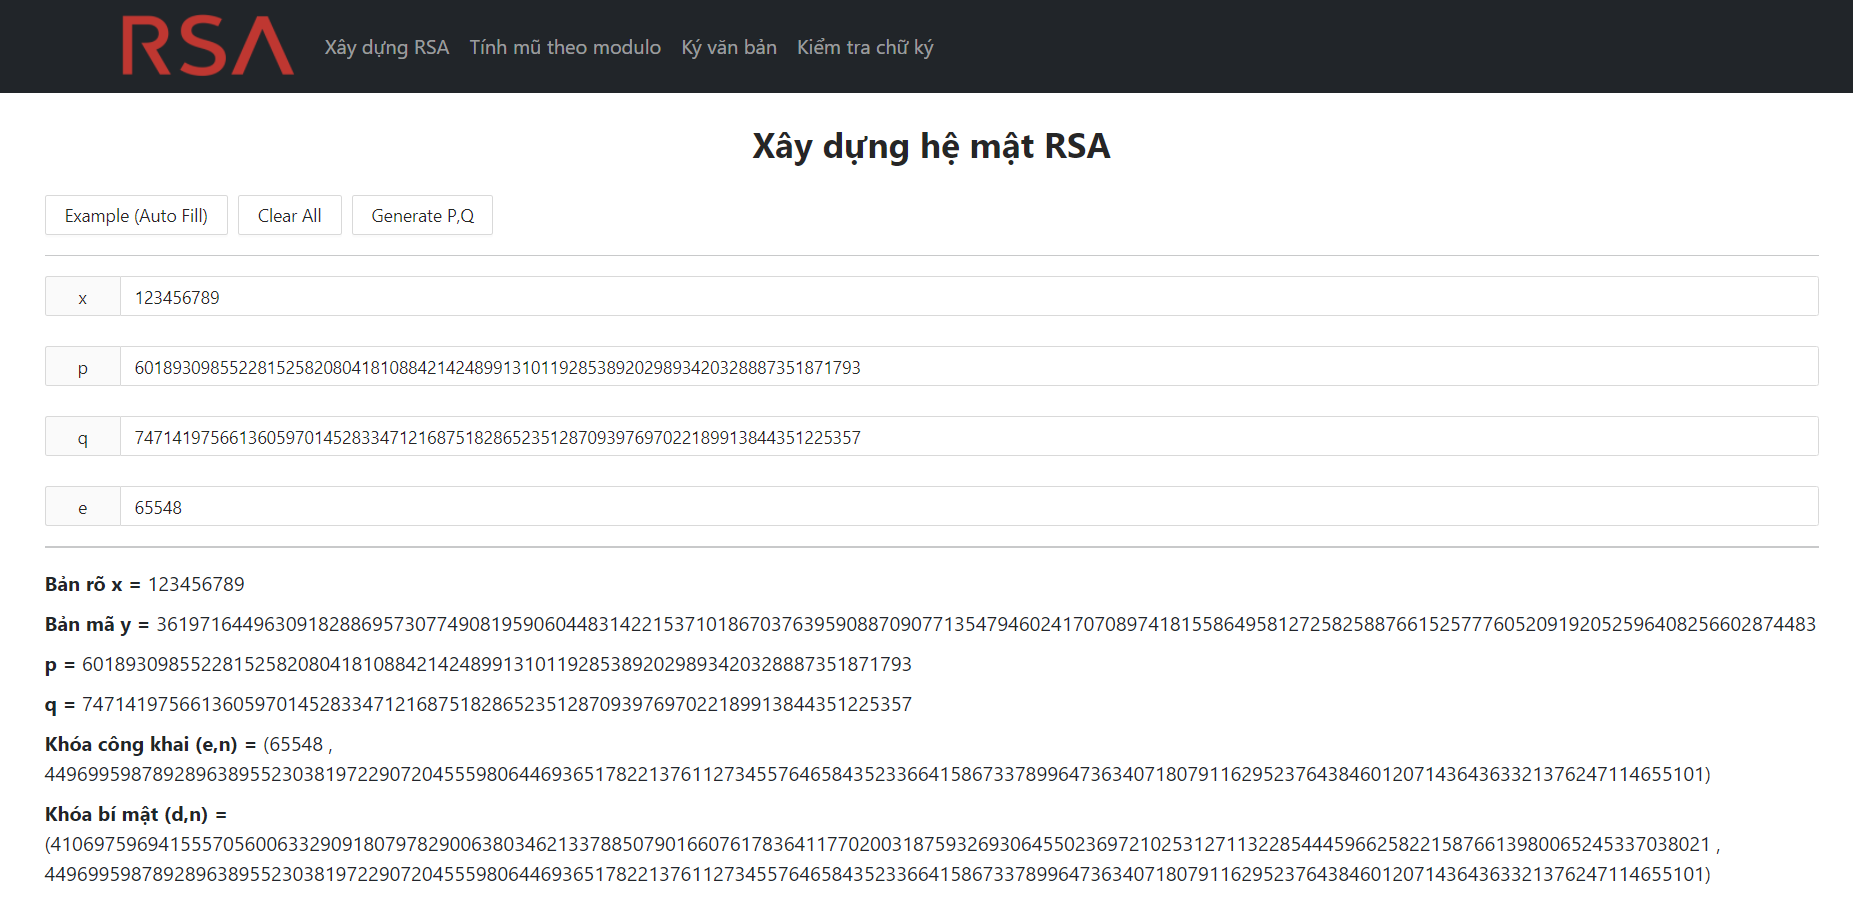 RSA Xây dựng RSA Tính mũ theo modulo Ký văn bản Kiểm tra chữ ký
Xây dựng hệ mật RSA
Example (Auto Fill) Clear All Generate P,Q
x 123456789
p 60189309855228152582080418108842142489913101192853892029893420328887351871793
q 74714197566136059701452833471216875182865235128709397697022189913844351225357
e 65548
Bản rõ x = 123456789
Bản mã y = 3619716449630918288695730774908195906044831422153710186703763959088709077135479460241707089741815586495812725825887661525777605209192052596408256602874483
p = 60189309855228152582080418108842142489913101192853892029893420328887351871793
q = 74714197566136059701452833471216875182865235128709397697022189913844351225357
Khóa công khai (e,n) = (65548 ,
4496995987892896389552303819722907204555980644693651782213761127345576465843523366415867337899647363407180791162952376438460120714364363321376247114655101)
Khóa bí mật (d,n) =
(4106975969415557056006332909180797829006380346213378850790166076178364117702003187593269306455023697210253127113228544459662582215876613980065245337038021 ,
4496995987892896389552303819722907204555980644693651782213761127345576465843523366415867337899647363407180791162952376438460120714364363321376247114655101)